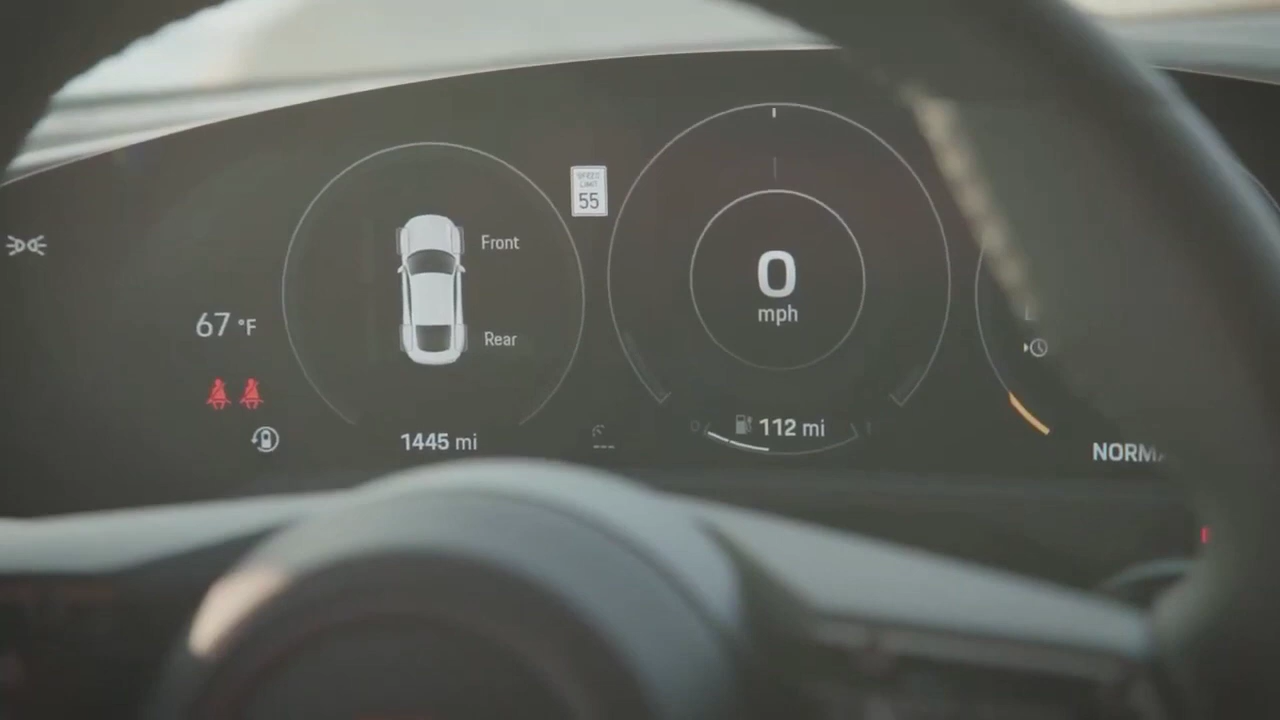 SPEED
LIMIT
55
Front
0
mph
67 °F
Rear
1445 mi
112 mi
NORMA